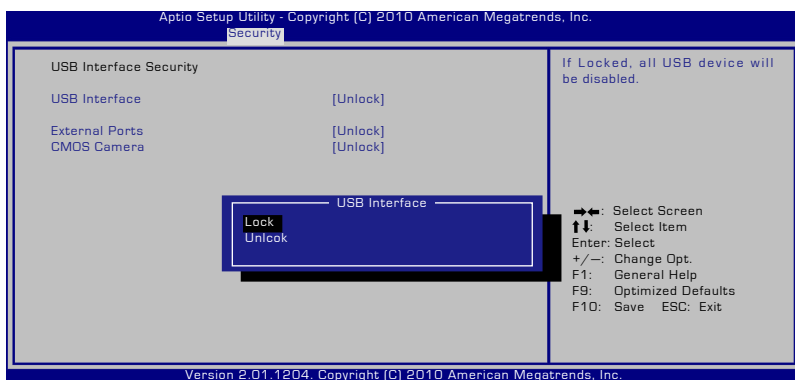 Aptio Setup Utility - Copyright (C) 2010 American Megatrends, Inc.
Security
USB Interface Security
USB Interface [Unlock]
External Ports [Unlock]
CMOS Camera [Unlock]
If Locked, all USB device will
be disabled.
USB Interface
Lock
Unlcok
→←: Select Screen
↑↓: Select Item
Enter: Select
+/—: Change Opt.
F1: General Help
F9: Optimized Defaults
F10: Save ESC: Exit
Version 2.01.1204. Copyright (C) 2010 American Megatrends, Inc.